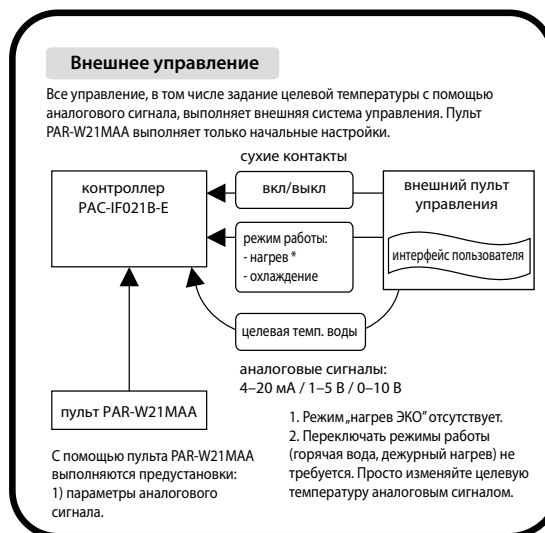 Внешнее управление
Все управление, в том числе задание целевой температуры с помощью
аналогового сигнала, выполняет внешняя система управления. Пульт
PAR-W21MAA выполняет только начальные настройки.
сухие контакты
контроллер
PAC-IF021B-E
вкл/выкл
внешний пульт
управления
режим работы:
- нагрев *
- охлаждение
интерфейс пользователя
целевая темп. воды
аналоговые сигналы:
4–20 мА / 1–5 В / 0–10 В
пульт PAR-W21MAA
С помощью пульта PAR-W21MAA
выполняются предустановки:
1) параметры аналогового
сигнала.
1. Режим „нагрев ЭКО” отсутствует.
2. Переключать режимы работы
(горячая вода, дежурный нагрев) не
требуется. Просто изменяйте целевую
температуру аналоговым сигналом.